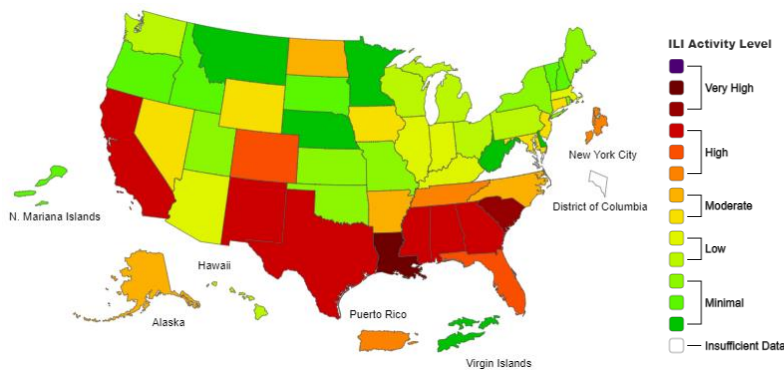 ILI Activity Level
Very High
High
Moderate
Low
Minimal
Insufficient Data
New York City
District of Columbia
N. Mariana Islands
Hawaii
Alaska
Puerto Rico
Virgin Islands